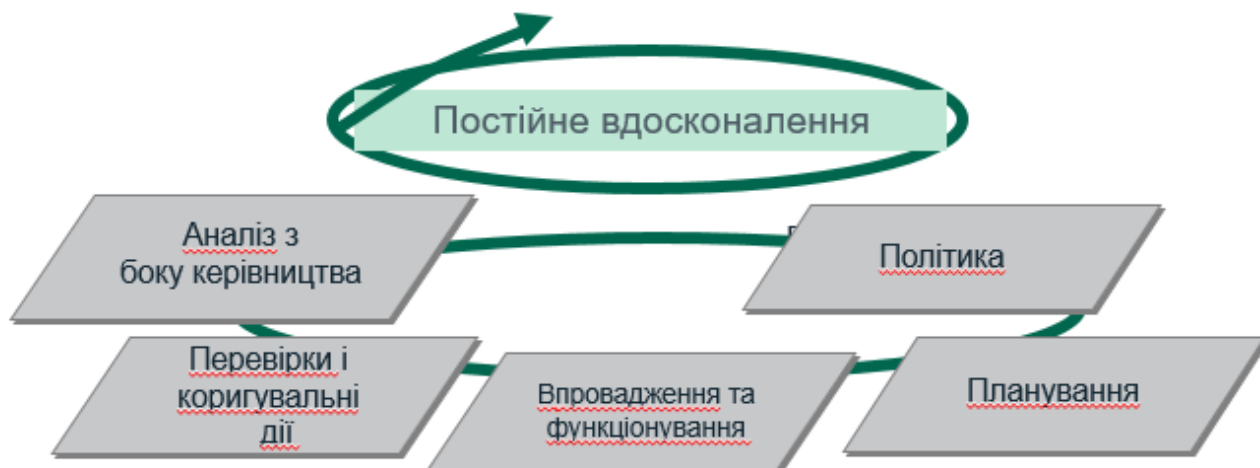 Постійне вдосконалення
Аналіз з
боку керівництва
Політика
Перевірки і
коригувальні
дії
Впровадження та
функціонування
Планування